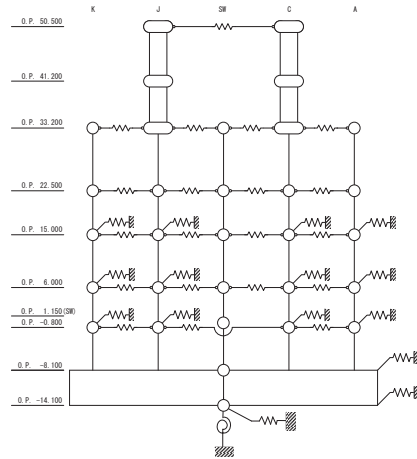 K J SW C A
O.P. 50.500
O.P. 41.200
O.P. 33.200
O.P. 22.500
O.P. 15.000
O.P. 6.000
O.P. 1.150(SW)
O.P. -0.800
O.P. -8.100
O.P. -14.100